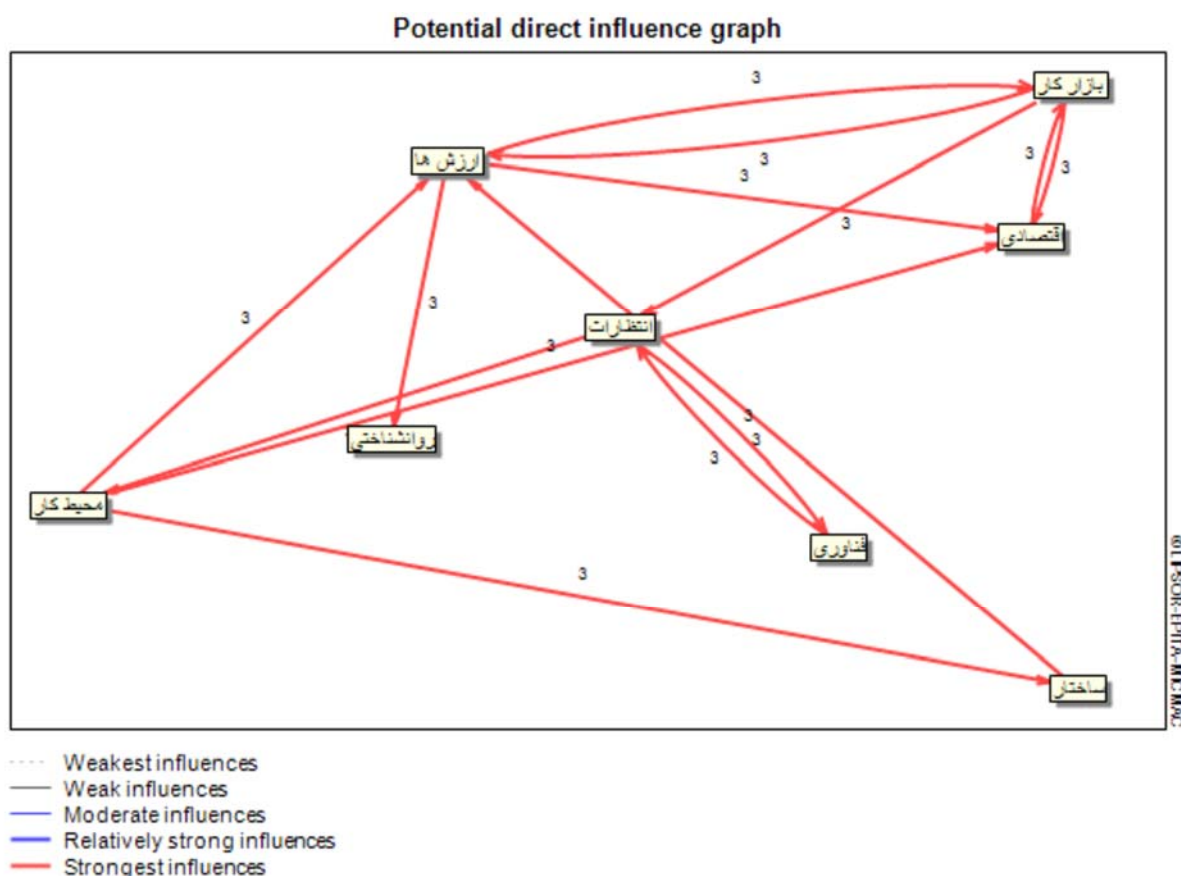 Potential direct influence graph
3
بازار کار
ارزش ها
3
3
3
3
3
اقتصادی
3
3
3
انتظارات
3
روانشناختی
3
3
3
محیط کار
فناوری
3
ساختار
Weakest influences
Weak influences
Moderate influences
Relatively strong influences
Strongest influences